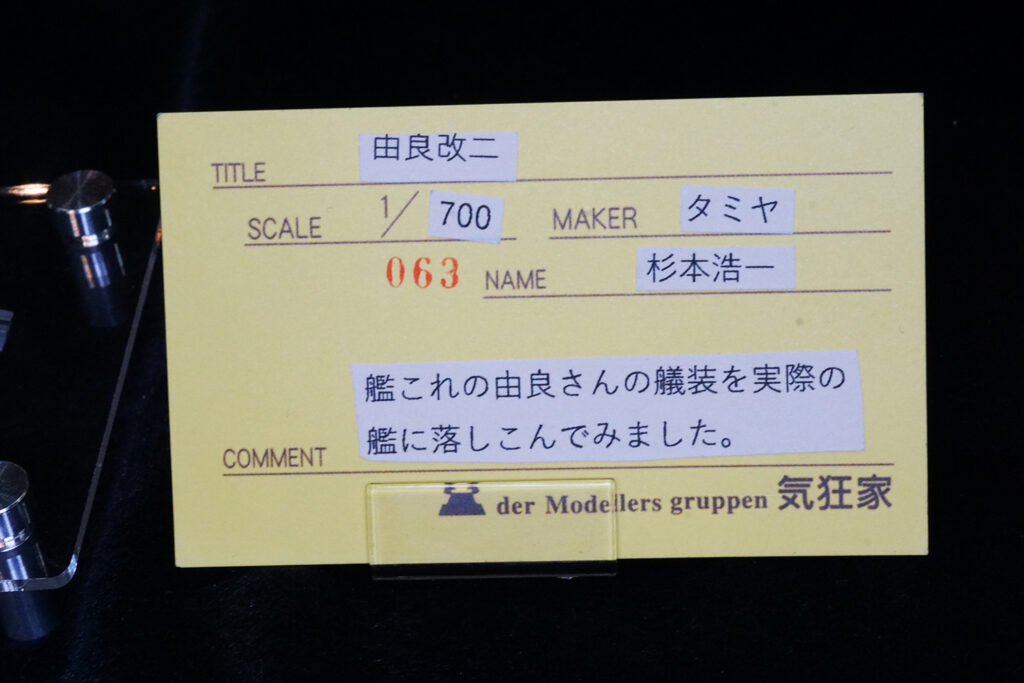 TITLE 由良改二
SCALE 1/700 MAKER タミヤ
063 NAME 杉本浩一
艦これの由良さんの艤装を実際の
艦に落しこんでみました。
COMMENT
der Modellers gruppen 気狂家